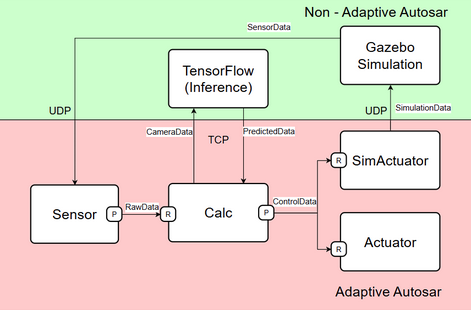 Non - Adaptive Autosar
SensorData
Gazebo
Simulation
TensorFlow
(Inference)
UDP
UDP
SimulationData
CameraData
TCP
PredictedData
R
SimActuator
Sensor
P
RawData
R
Calc
P
ControlData
R
Actuator
Adaptive Autosar